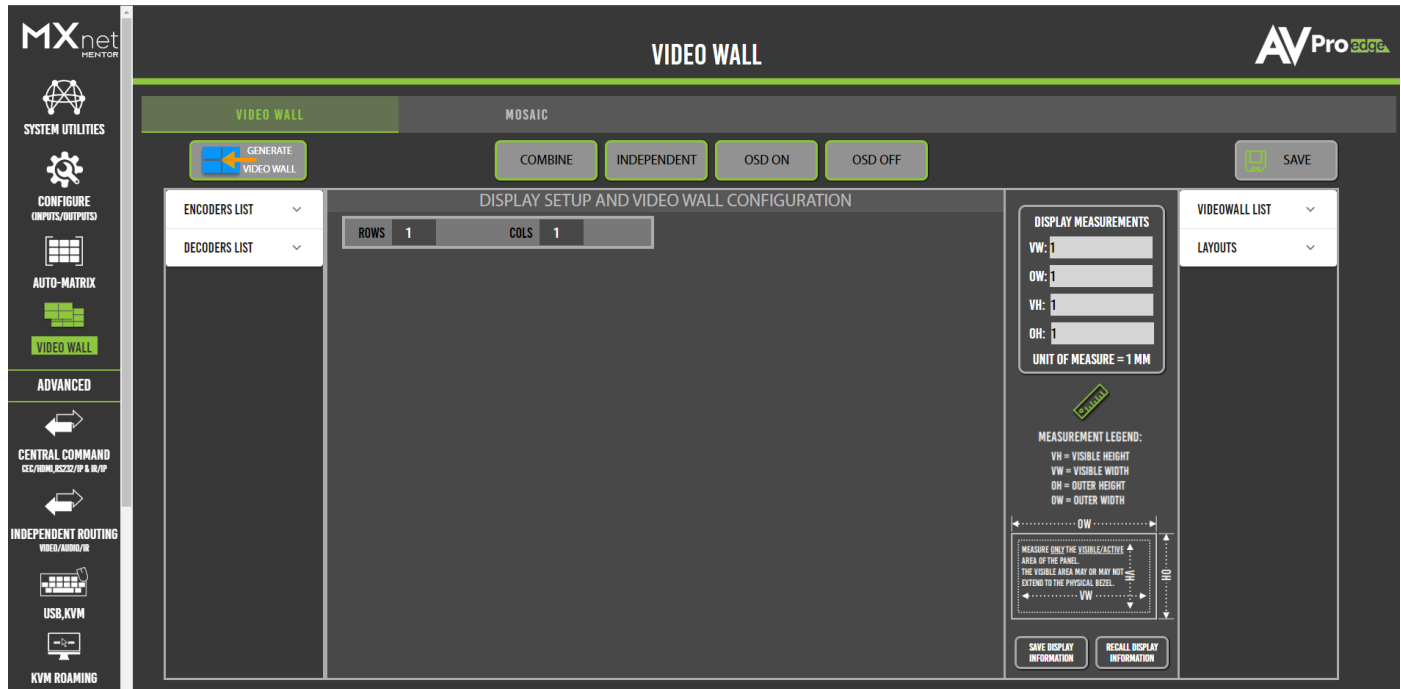 MXnet
MENTOR
SYSTEM UTILITIES
CONFIGURE
(INPUTS/OUTPUTS)
AUTO-MATRIX
VIDEO WALL
ADVANCED
CENTRAL COMMAND
CEC/HDMI,RS232/IP & IR/IP
INDEPENDENT ROUTING
VIDEO/AUDIO/IR
USB,KVM
KVM ROAMING
VIDEO WALL
AVPro edge
VIDEO WALL
MOSAIC
GENERATE
VIDEO WALL
COMBINE
INDEPENDENT
OSD ON
OSD OFF
SAVE
ENCODERS LIST
DECODERS LIST
DISPLAY SETUP AND VIDEO WALL CONFIGURATION
ROWS 1 COLS 1
DISPLAY MEASUREMENTS
VW: 1
OW: 1
VH: 1
OH: 1
UNIT OF MEASURE = 1 MM
MEASUREMENT LEGEND:
VH = VISIBLE HEIGHT
VW = VISIBLE WIDTH
OH = OUTER HEIGHT
OW = OUTER WIDTH
OW
MEASURE ONLY THE VISIBLE/ACTIVE
AREA OF THE PANEL.
THE VISIBLE AREA MAY OR MAY NOT
EXTEND TO THE PHYSICAL BEZEL.
VH
OH
VW
SAVE DISPLAY
INFORMATION
RECALL DISPLAY
INFORMATION
VIDEOWALL LIST
LAYOUTS